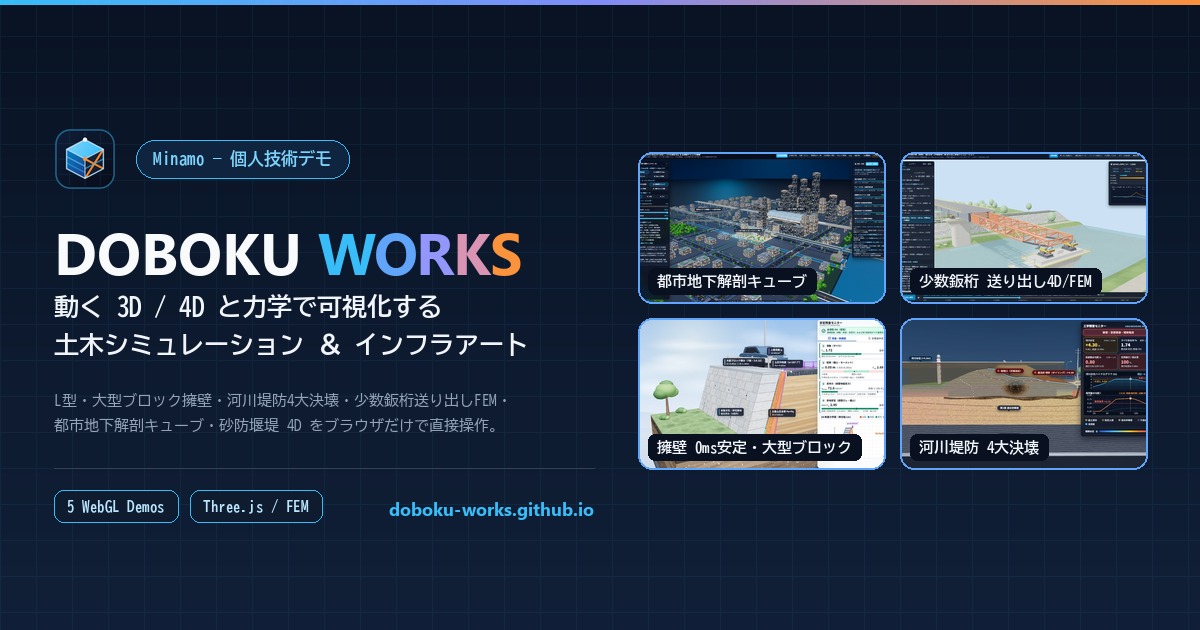 Minamo — 個人技術デモ
DOBOKU WORKS
動く 3D / 4D と力学で可視化する
土木シミュレーション & インフラアート
L型・大型ブロック擁壁・河川堤防4大決壊・少数鈑桁送り出しFEM・
都市地下解剖キューブ・砂防堰堤 4D をブラウザだけで直接操作。
5 WebGL Demos
Three.js / FEM
doboku-works.github.io
都市地下解剖キューブ
少数鈑桁 送り出し4D/FEM
擁壁 0ms安定・大型ブロック
河川堤防 4大決壊